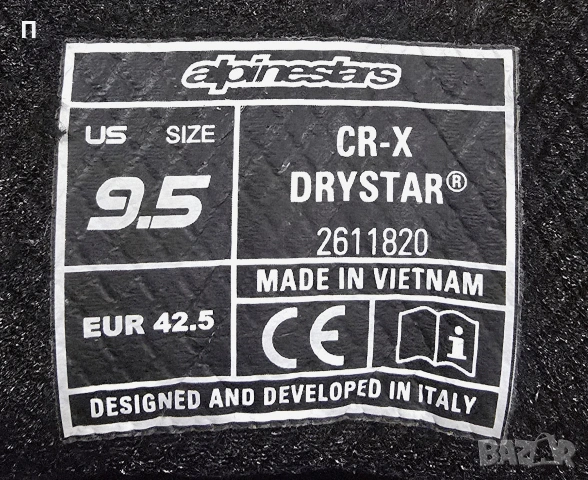 П
alpinestars
US SIZE
9.5
CR-X
DRYSTAR®
2611820
EUR 42.5
MADE IN VIETNAM
CE
i
DESIGNED AND DEVELOPED IN ITALY
BAZAR